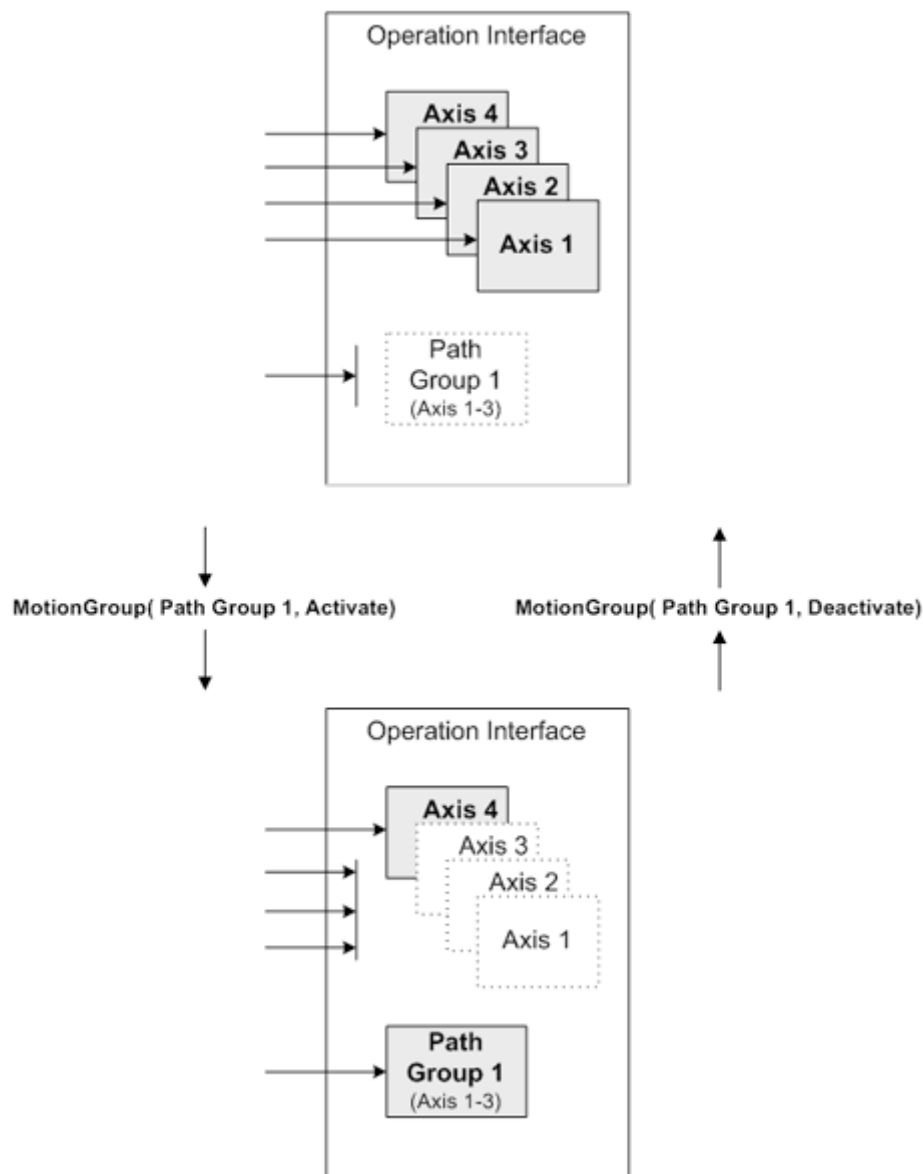 Operation Interface
Axis 4
Axis 3
Axis 2
Axis 1
Path
Group 1
(Axis 1-3)
MotionGroup( Path Group 1, Activate)
MotionGroup( Path Group 1, Deactivate)
Operation Interface
Axis 4
Axis 3
Axis 2
Axis 1
Path
Group 1
(Axis 1-3)